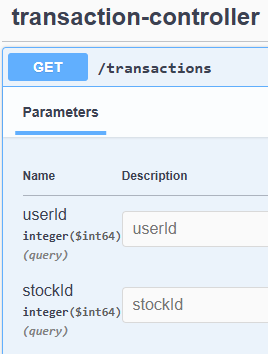 transaction-controller
GET /transactions
Parameters
Name Description
userId
integer($int64) userId
(query)
stockId
integer($int64) stockId
(query)